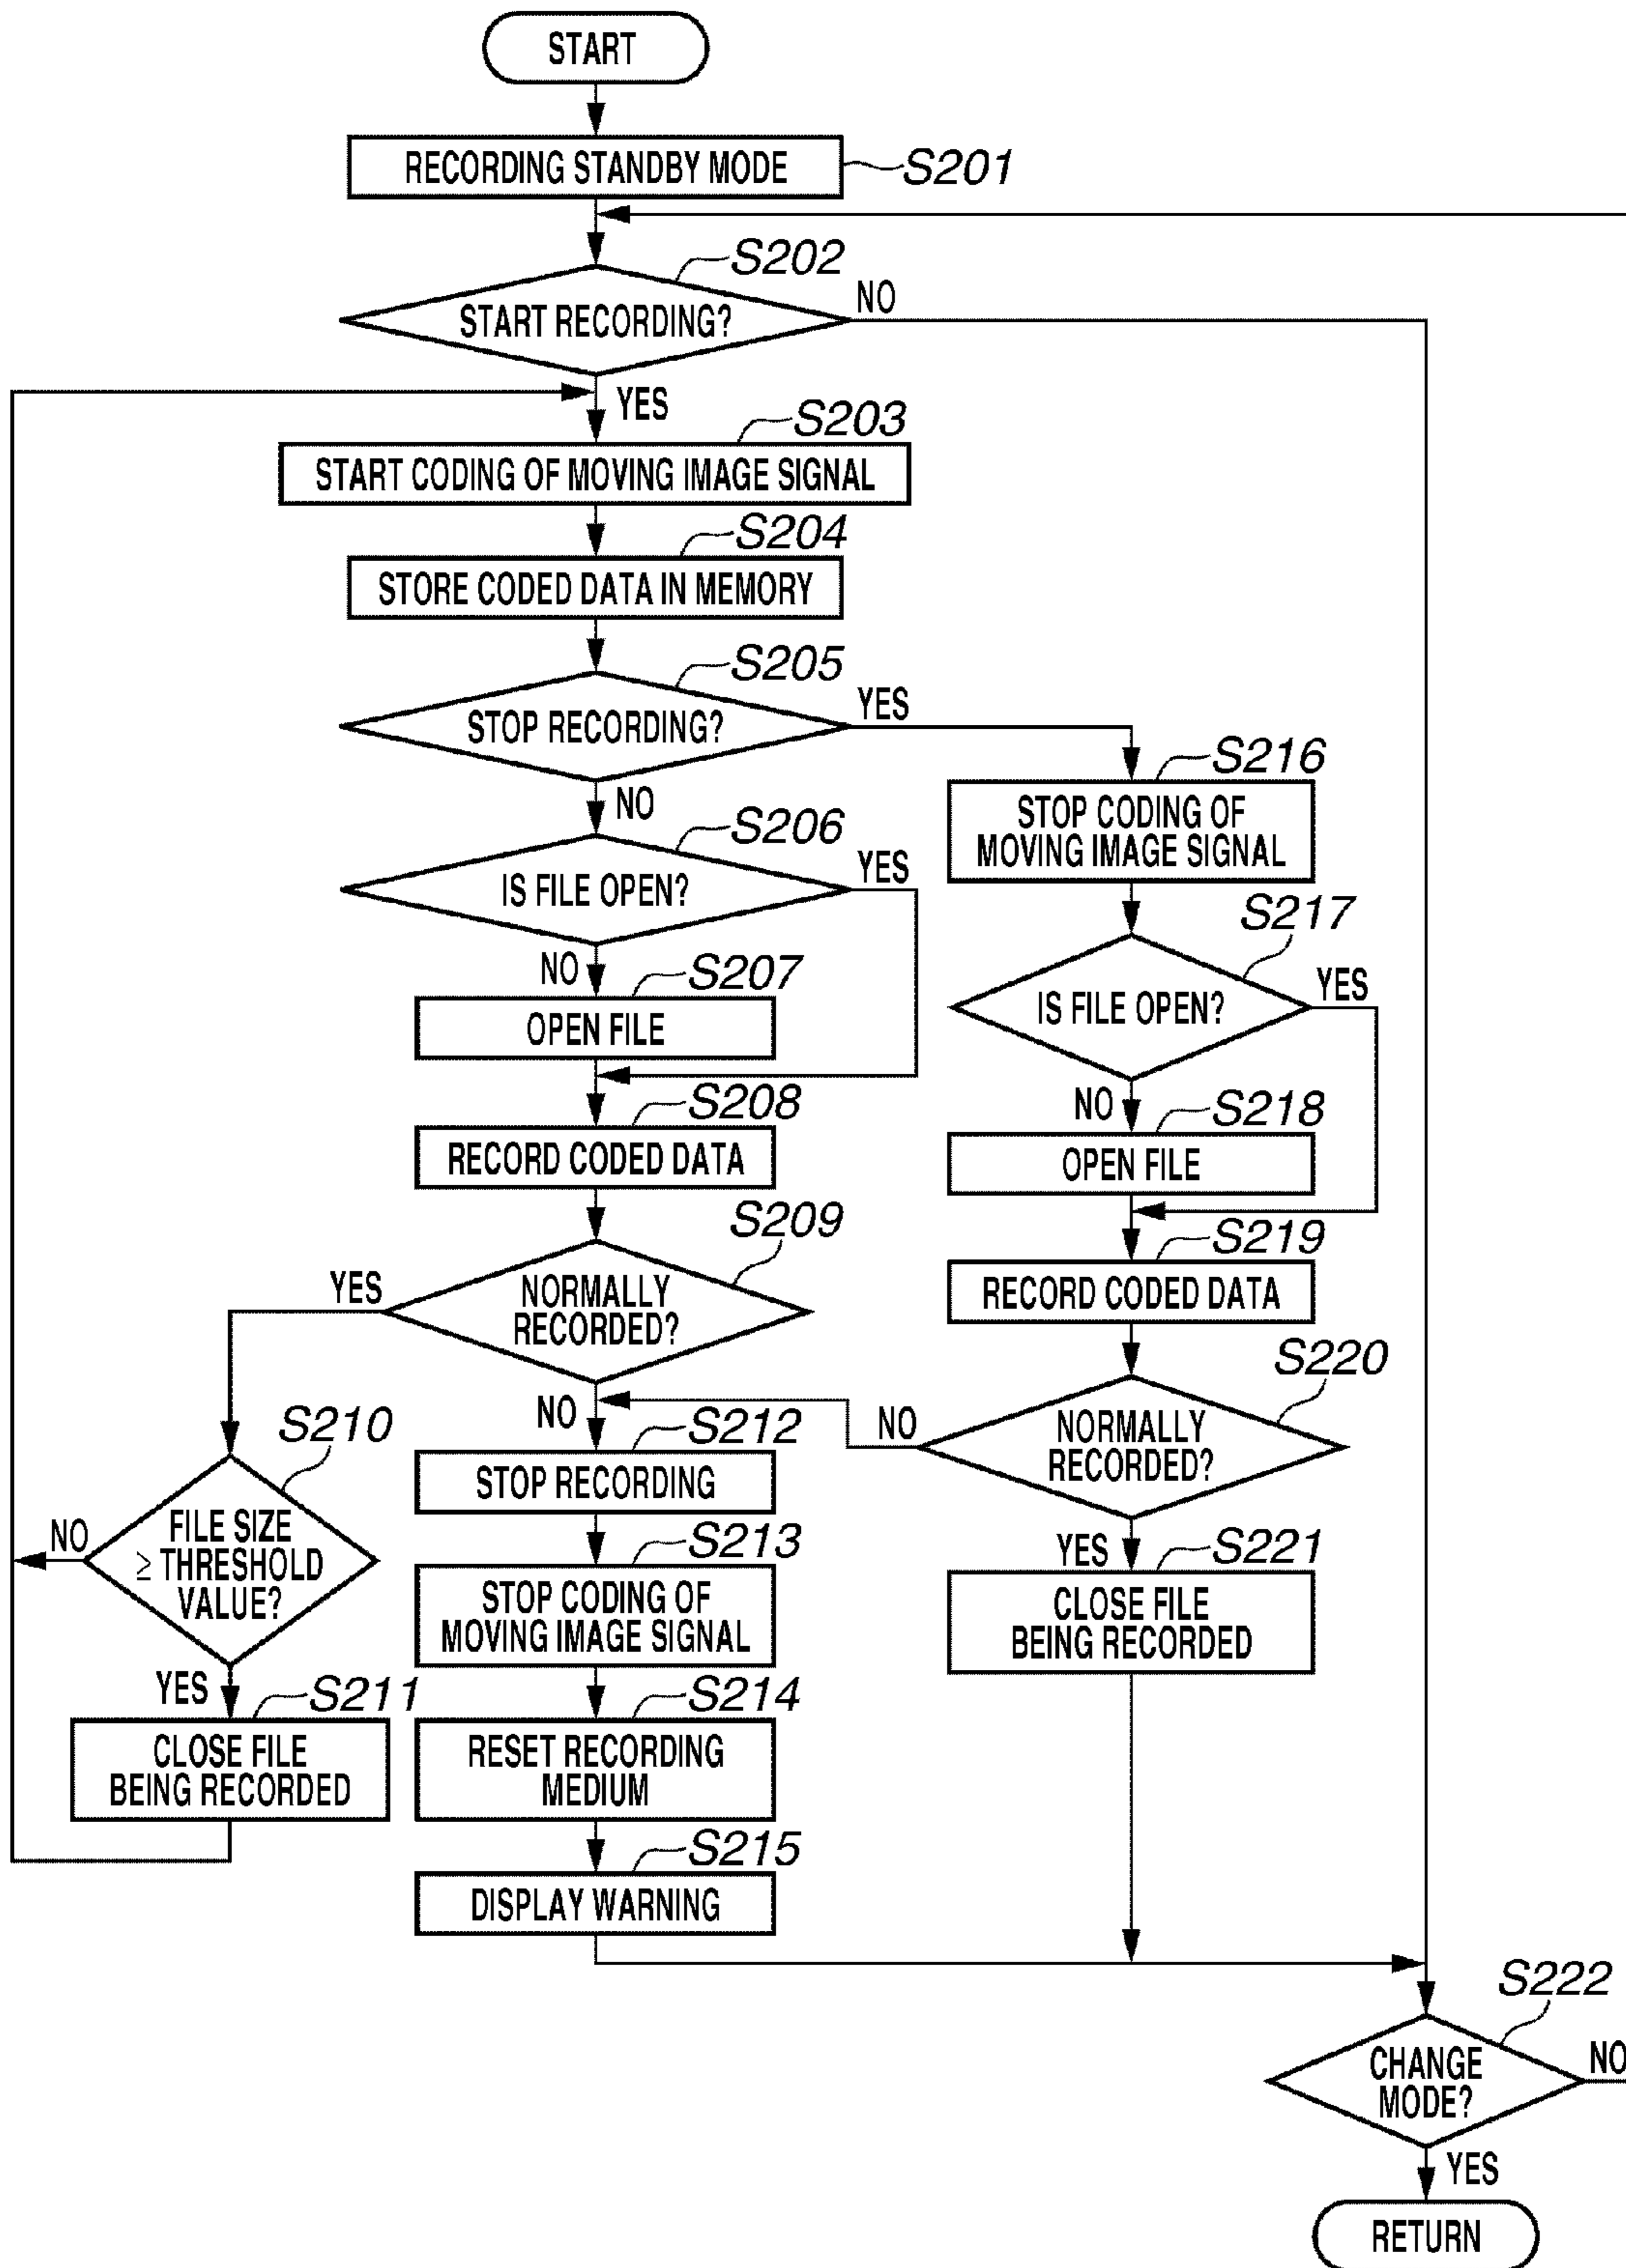 START
RECORDING STANDBY MODE
S201
S202
START RECORDING?
NO
YES
S203
START CODING OF MOVING IMAGE SIGNAL
S204
STORE CODED DATA IN MEMORY
S205
STOP RECORDING?
YES
NO
S206
IS FILE OPEN?
YES
NO
S207
OPEN FILE
S208
RECORD CODED DATA
S209
NORMALLY
RECORDED?
YES
NO
S210
FILE SIZE
≥ THRESHOLD
VALUE?
NO
YES
S211
CLOSE FILE
BEING RECORDED
S212
STOP RECORDING
S213
STOP CODING OF
MOVING IMAGE SIGNAL
S214
RESET RECORDING
MEDIUM
S215
DISPLAY WARNING
S216
STOP CODING OF
MOVING IMAGE SIGNAL
S217
IS FILE OPEN?
YES
NO
S218
OPEN FILE
S219
RECORD CODED DATA
S220
NORMALLY
RECORDED?
NO
YES
S221
CLOSE FILE
BEING RECORDED
S222
CHANGE
MODE?
NO
YES
RETURN